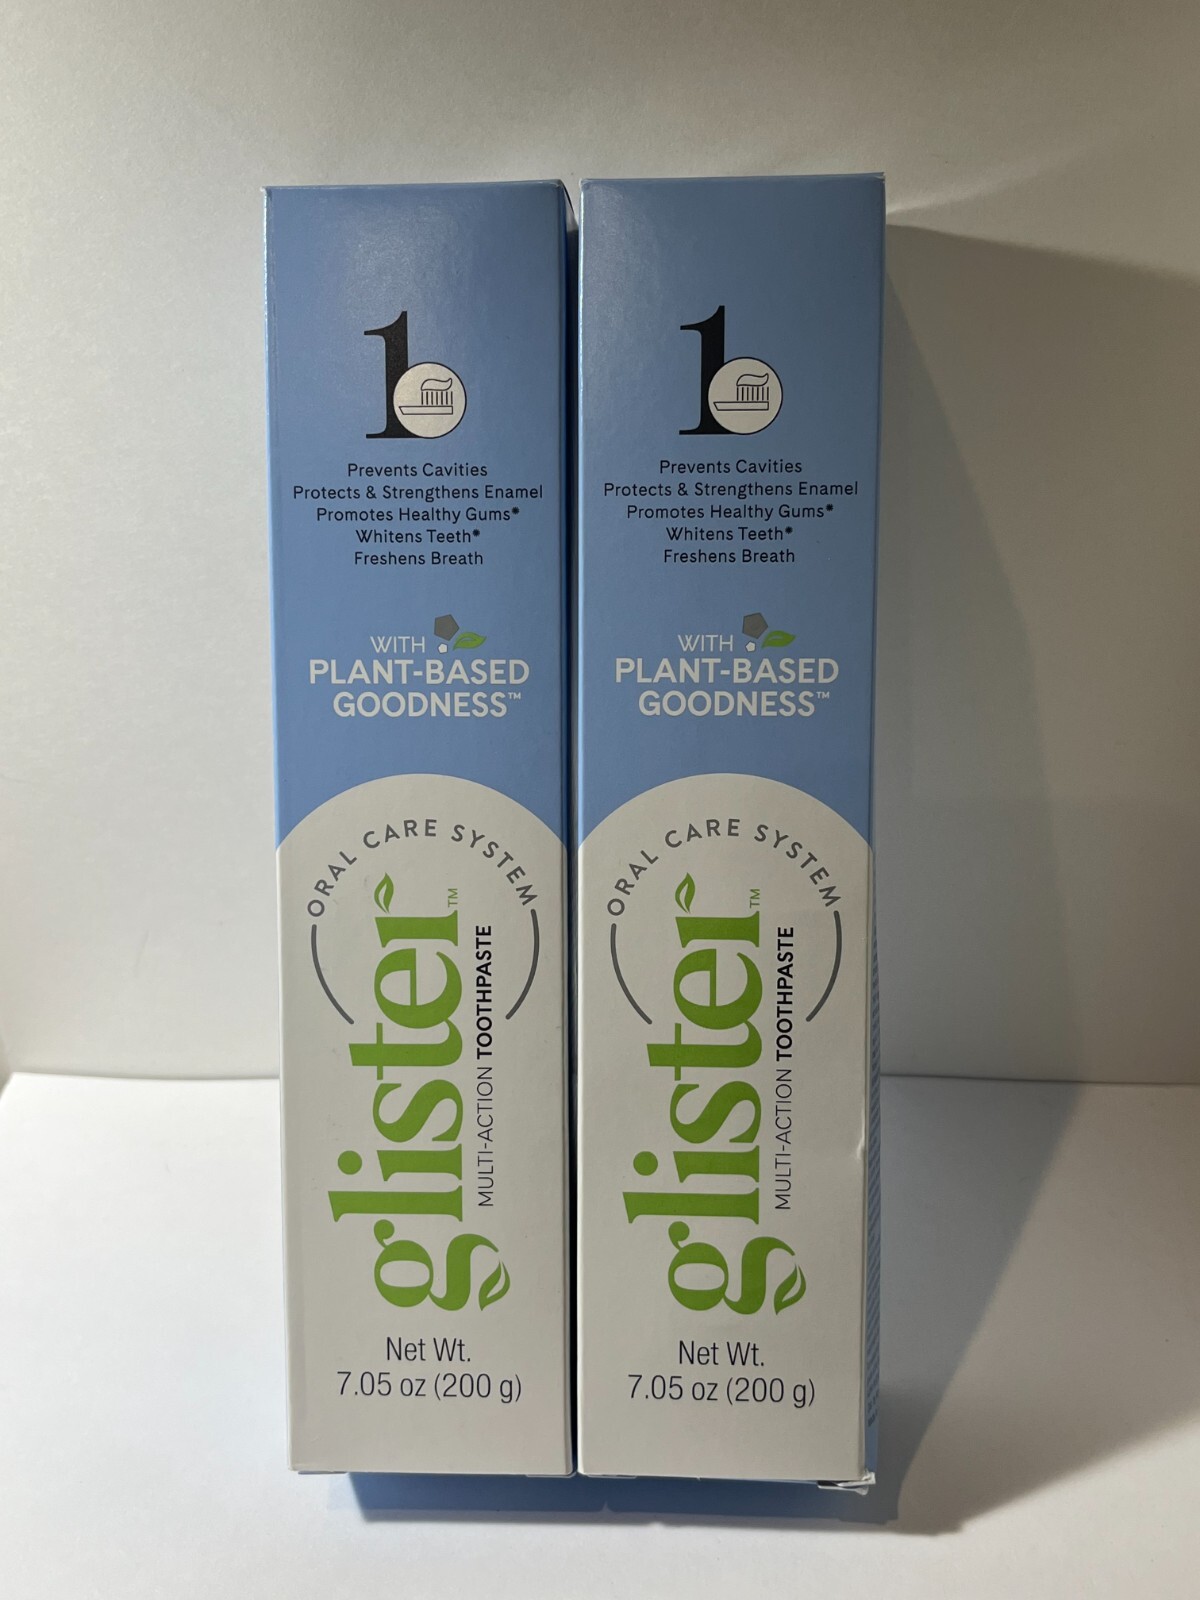 1
Prevents Cavities
Protects & Strengthens Enamel
Promotes Healthy Gums*
Whitens Teeth*
Freshens Breath
WITH
PLANT-BASED
GOODNESS™
ORAL CARE SYSTEM
glister™
MULTI-ACTION TOOTHPASTE
Net Wt.
7.05 oz (200 g)
1
Prevents Cavities
Protects & Strengthens Enamel
Promotes Healthy Gums*
Whitens Teeth*
Freshens Breath
WITH
PLANT-BASED
GOODNESS™
ORAL CARE SYSTEM
glister™
MULTI-ACTION TOOTHPASTE
Net Wt.
7.05 oz (200 g)